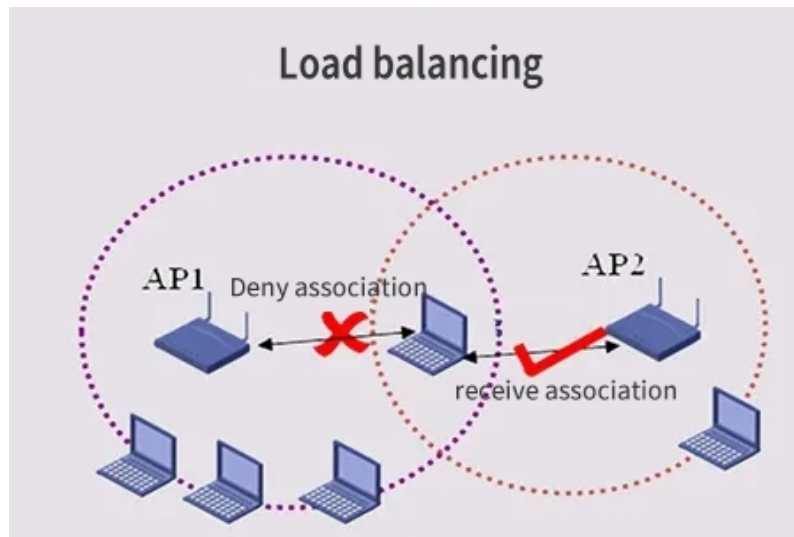 Load balancing
AP1
Deny association
AP2
receive association